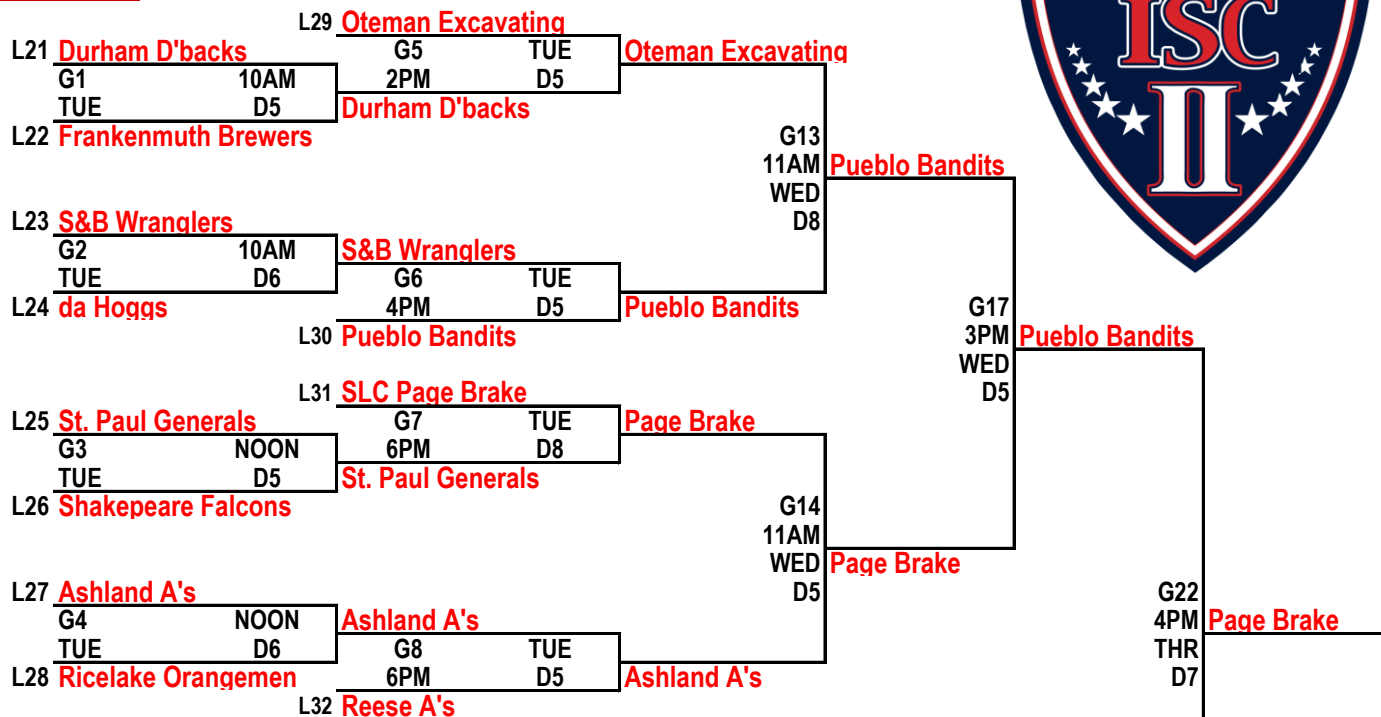 ISC
II
L29 Oteman Excavating
L21 Durham D'backs
G5 TUE
Oteman Excavating
G1 10AM
2PM D5
TUE D5
Durham D'backs
L22 Frankenmuth Brewers
G13
11AM
Pueblo Bandits
WED
D8
L23 S&B Wranglers
G2 10AM
S&B Wranglers
TUE D6
G6 TUE
L24 da Hoggs
4PM D5
Pueblo Bandits
L30 Pueblo Bandits
G17
3PM
Pueblo Bandits
WED
D5
L31 SLC Page Brake
L25 St. Paul Generals
G7 TUE
Page Brake
G3 NOON
6PM D8
TUE D5
St. Paul Generals
L26 Shakepeare Falcons
G14
11AM
WED
Page Brake
D5
L27 Ashland A's
G4 NOON
Ashland A's
TUE D6
G8 TUE
L28 Ricelake Orangemen
6PM D5
Ashland A's
L32 Reese A's
G22
4PM
Page Brake
THR
D7